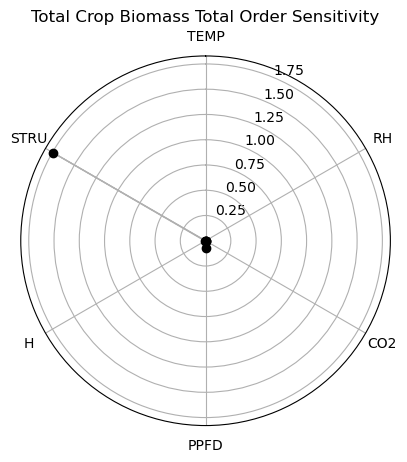 Total Crop Biomass Total Order Sensitivity
TEMP
1.75
1.50
1.25
1.00
0.75
0.50
0.25
STRU
RH
H
CO2
PPFD